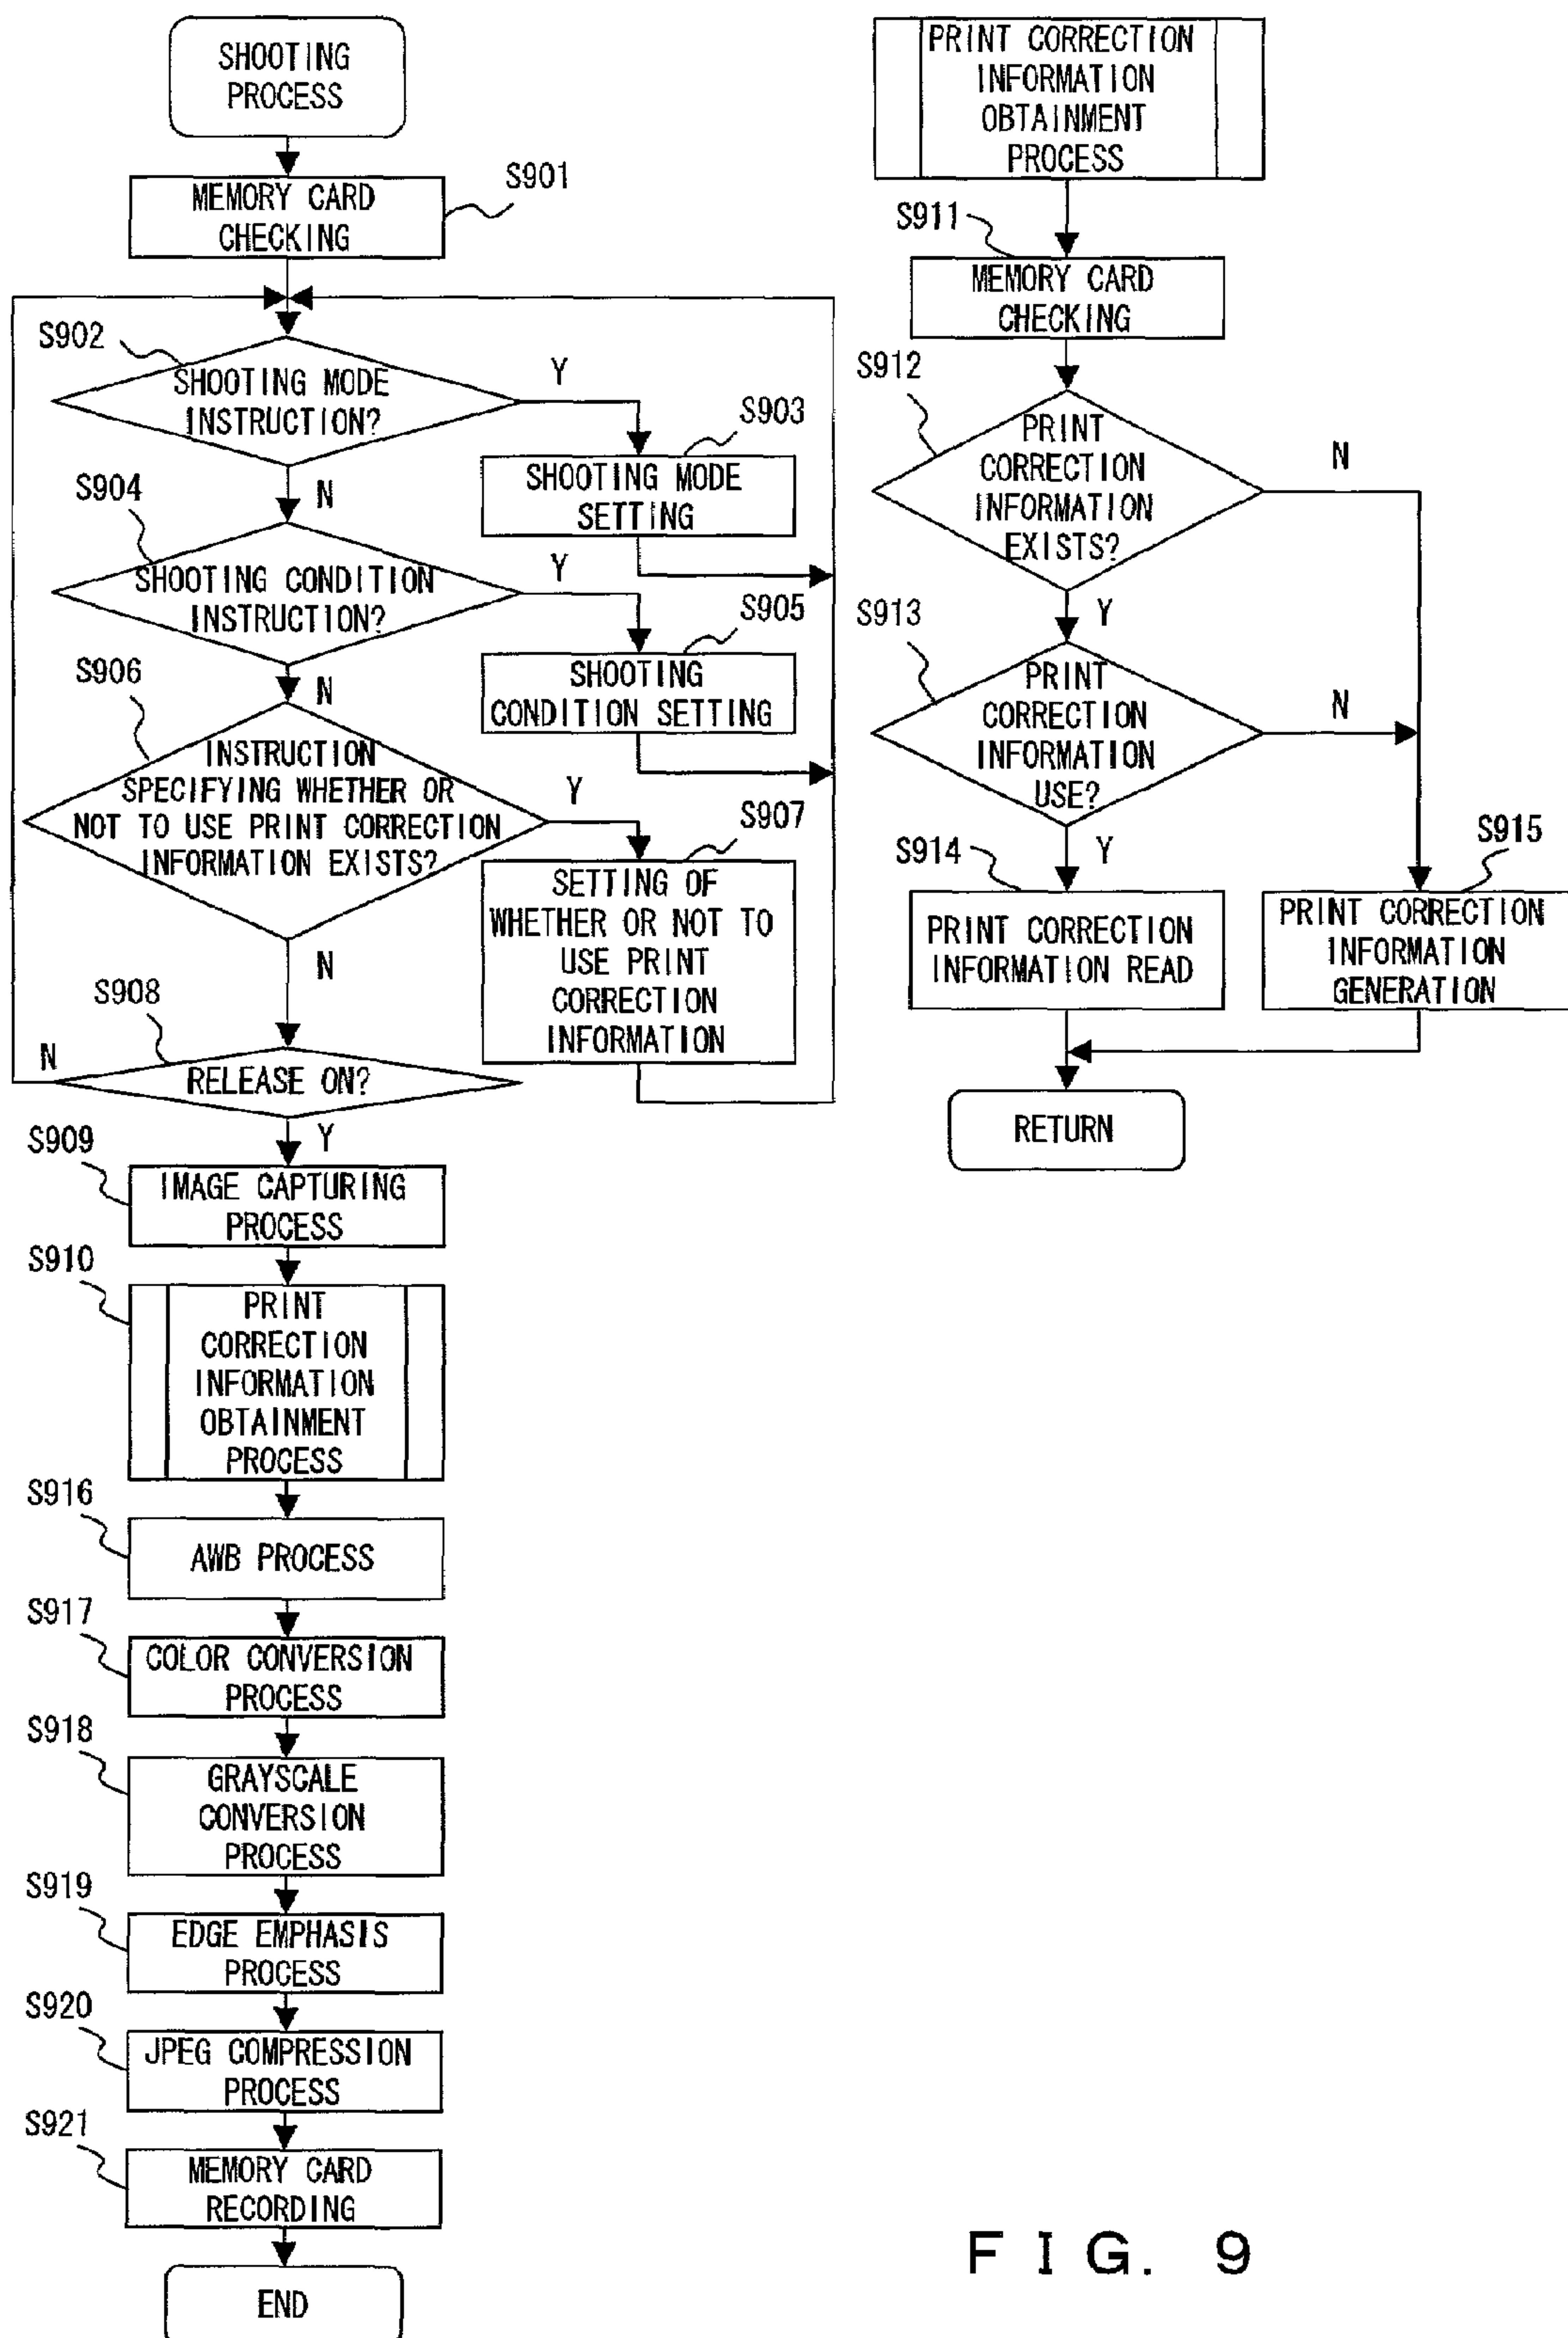 SHOOTING
PROCESS
S901
MEMORY CARD
CHECKING
S902
SHOOTING MODE
INSTRUCTION?
Y
N
S903
SHOOTING MODE
SETTING
S904
SHOOTING CONDITION
INSTRUCTION?
Y
N
S905
SHOOTING
CONDITION SETTING
S906
INSTRUCTION
SPECIFYING WHETHER OR
NOT TO USE PRINT CORRECTION
INFORMATION EXISTS?
Y
N
S907
SETTING OF
WHETHER OR NOT TO
USE PRINT
CORRECTION
INFORMATION
S908
RELEASE ON?
N
Y
S909
IMAGE CAPTURING
PROCESS
S910
PRINT
CORRECTION
INFORMATION
OBTAINMENT
PROCESS
S916
AWB PROCESS
S917
COLOR CONVERSION
PROCESS
S918
GRAYSCALE
CONVERSION
PROCESS
S919
EDGE EMPHASIS
PROCESS
S920
JPEG COMPRESSION
PROCESS
S921
MEMORY CARD
RECORDING
END
PRINT CORRECTION
INFORMATION
OBTAINMENT
PROCESS
S911
MEMORY CARD
CHECKING
S912
PRINT
CORRECTION
INFORMATION
EXISTS?
N
Y
S913
PRINT
CORRECTION
INFORMATION
USE?
N
Y
S914
PRINT CORRECTION
INFORMATION READ
S915
PRINT CORRECTION
INFORMATION
GENERATION
RETURN
FIG. 9